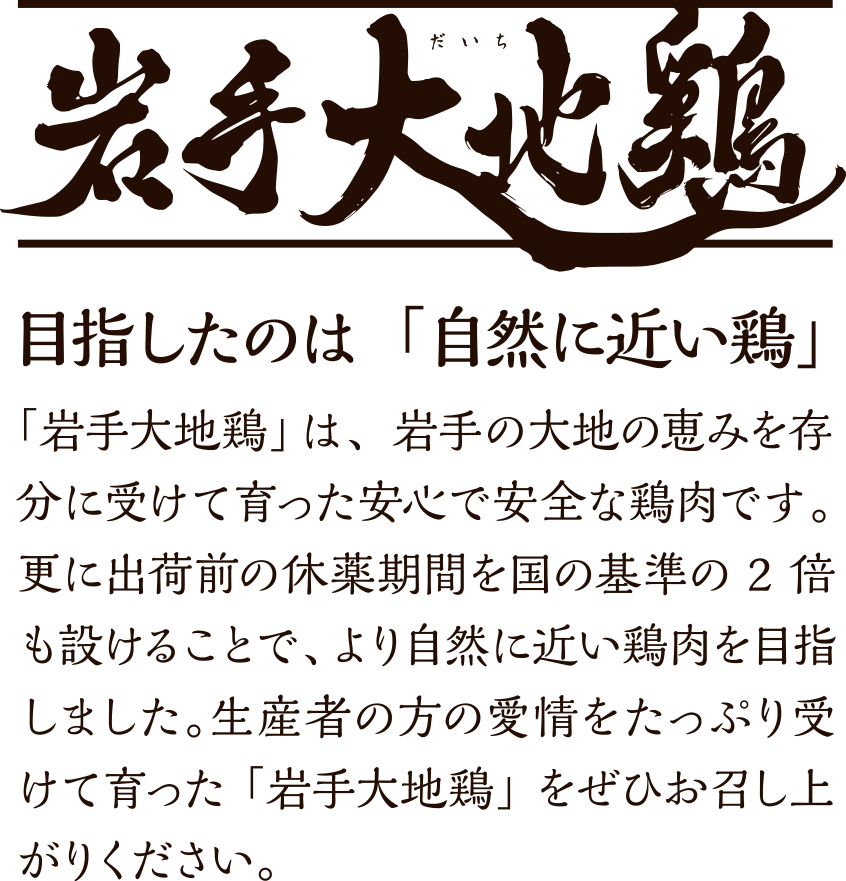 だいち
岩手大地鶏
目指したのは「自然に近い鶏」
「岩手大地鶏」は、岩手の大地の恵みを存
分に受けて育った安心で安全な鶏肉です。
更に出荷前の休薬期間を国の基準の 2 倍
も設けることで、より自然に近い鶏肉を目指
しました。生産者の方の愛情をたっぷり受
けて育った「岩手大地鶏」をぜひお召し上
がりください。